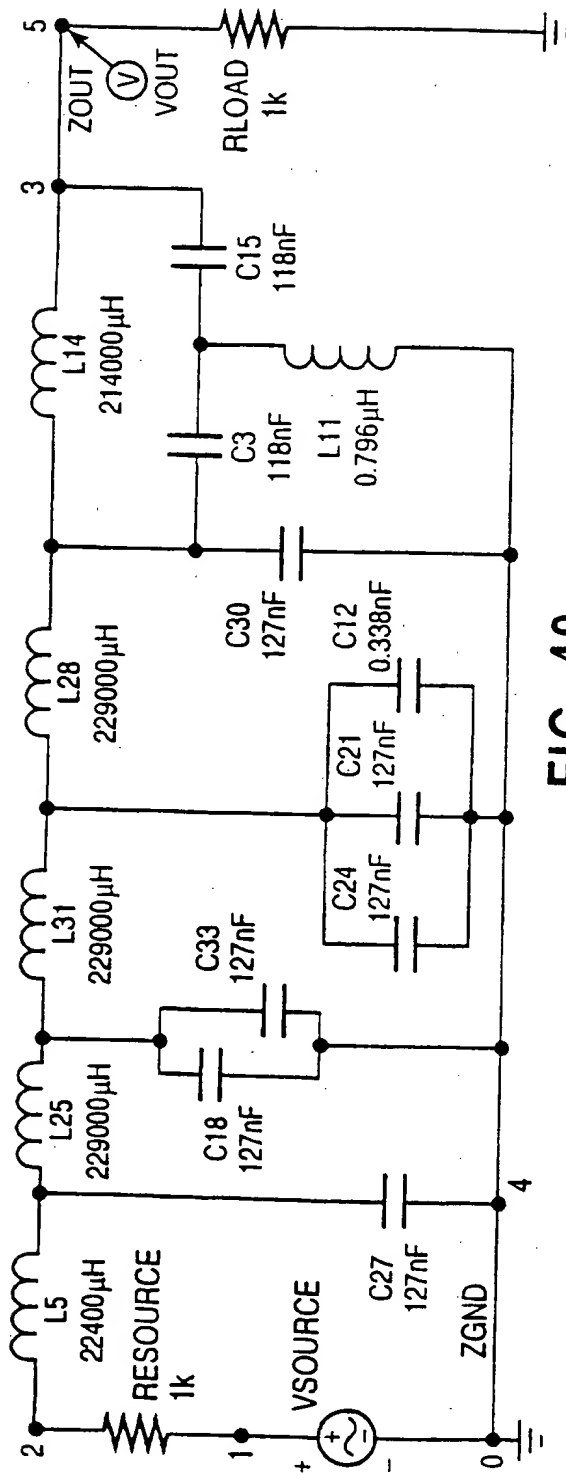 2
RESOURCE
1k
1
+
VSOURCE
-
0
L5
22400µH
C27
127nF
ZGND
4
L25
229000µH
C18
127nF
C33
127nF
L31
229000µH
C24
127nF
C21
127nF
C12
0.338nF
L28
229000µH
C30
127nF
C3
118nF
L11
0.796µH
L14
214000µH
C15
118nF
3
ZOUT
V
VOUT
5
RLOAD
1k